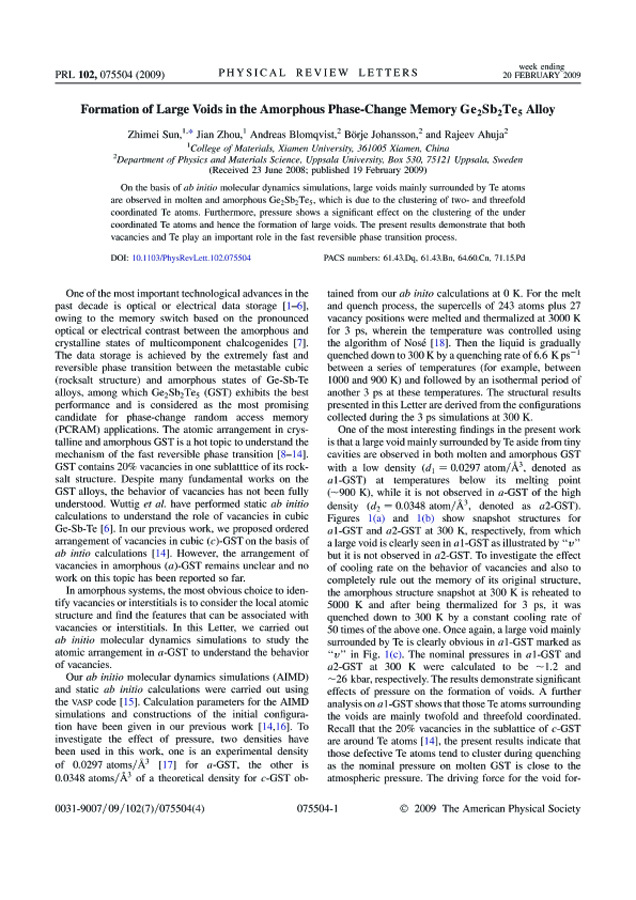 PRL 102, 075504 (2009)
PHYSICAL REVIEW LETTERS
week ending
20 FEBRUARY 2009
Formation of Large Voids in the Amorphous Phase-Change Memory Ge₂Sb₂Te₅ Alloy
Zhimei Sun,¹,* Jian Zhou,¹ Andreas Blomqvist,² Börje Johansson,² and Rajeev Ahuja²
¹College of Materials, Xiamen University, 361005 Xiamen, China
²Department of Physics and Materials Science, Uppsala University, Box 530, 75121 Uppsala, Sweden
(Received 23 June 2008; published 19 February 2009)
On the basis of ab initio molecular dynamics simulations, large voids mainly surrounded by Te atoms
are observed in molten and amorphous Ge₂Sb₂Te₅, which is due to the clustering of two- and threefold
coordinated Te atoms. Furthermore, pressure shows a significant effect on the clustering of the under
coordinated Te atoms and hence the formation of large voids. The present results demonstrate that both
vacancies and Te play an important role in the fast reversible phase transition process.
DOI: 10.1103/PhysRevLett.102.075504
PACS numbers: 61.43.Dq, 61.43.Bn, 64.60.Cn, 71.15.Pd
One of the most important technological advances in the
past decade is optical or electrical data storage [1–6],
owing to the memory switch based on the pronounced
optical or electrical contrast between the amorphous and
crystalline states of multicomponent chalcogenides [7].
The data storage is achieved by the extremely fast and
reversible phase transition between the metastable cubic
(rocksalt structure) and amorphous states of Ge-Sb-Te
alloys, among which Ge₂Sb₂Te₅ (GST) exhibits the best
performance and is considered as the most promising
candidate for phase-change random access memory
(PCRAM) applications. The atomic arrangement in crys-
talline and amorphous GST is a hot topic to understand the
mechanism of the fast reversible phase transition [8–14].
GST contains 20% vacancies in one sublatttice of its rock-
salt structure. Despite many fundamental works on the
GST alloys, the behavior of vacancies has not been fully
understood. Wuttig et al. have performed static ab initio
calculations to understand the role of vacancies in cubic
Ge-Sb-Te [6]. In our previous work, we proposed ordered
arrangement of vacancies in cubic (c)-GST on the basis of
ab intio calculations [14]. However, the arrangement of
vacancies in amorphous (a)-GST remains unclear and no
work on this topic has been reported so far.
In amorphous systems, the most obvious choice to iden-
tify vacancies or interstitials is to consider the local atomic
structure and find the features that can be associated with
vacancies or interstitials. In this Letter, we carried out
ab initio molecular dynamics simulations to study the
atomic arrangement in a-GST to understand the behavior
of vacancies.
Our ab initio molecular dynamics simulations (AIMD)
and static ab initio calculations were carried out using
the VASP code [15]. Calculation parameters for the AIMD
simulations and constructions of the initial configura-
tion have been given in our previous work [14,16]. To
investigate the effect of pressure, two densities have
been used in this work, one is an experimental density
of 0.0297 atoms/Å³ [17] for a-GST, the other is
0.0348 atoms/Å³ of a theoretical density for c-GST ob-
tained from our ab inito calculations at 0 K. For the melt
and quench process, the supercells of 243 atoms plus 27
vacancy positions were melted and thermalized at 3000 K
for 3 ps, wherein the temperature was controlled using
the algorithm of Nosé [18]. Then the liquid is gradually
quenched down to 300 K by a quenching rate of 6.6 K ps⁻¹
between a series of temperatures (for example, between
1000 and 900 K) and followed by an isothermal period of
another 3 ps at these temperatures. The structural results
presented in this Letter are derived from the configurations
collected during the 3 ps simulations at 300 K.
One of the most interesting findings in the present work
is that a large void mainly surrounded by Te aside from tiny
cavities are observed in both molten and amorphous GST
with a low density (d₁ = 0.0297 atom/Å³, denoted as
a1-GST) at temperatures below its melting point
(~900 K), while it is not observed in a-GST of the high
density (d₂ = 0.0348 atom/Å³, denoted as a2-GST).
Figures 1(a) and 1(b) show snapshot structures for
a1-GST and a2-GST at 300 K, respectively, from which
a large void is clearly seen in a1-GST as illustrated by “v”
but it is not observed in a2-GST. To investigate the effect
of cooling rate on the behavior of vacancies and also to
completely rule out the memory of its original structure,
the amorphous structure snapshot at 300 K is reheated to
5000 K and after being thermalized for 3 ps, it was
quenched down to 300 K by a constant cooling rate of
50 times of the above one. Once again, a large void mainly
surrounded by Te is clearly obvious in a1-GST marked as
“v” in Fig. 1(c). The nominal pressures in a1-GST and
a2-GST at 300 K were calculated to be ~1.2 and
~26 kbar, respectively. The results demonstrate significant
effects of pressure on the formation of voids. A further
analysis on a1-GST shows that those Te atoms surrounding
the voids are mainly twofold and threefold coordinated.
Recall that the 20% vacancies in the sublattice of c-GST
are around Te atoms [14], the present results indicate that
those defective Te atoms tend to cluster during quenching
as the nominal pressure on molten GST is close to the
atmospheric pressure. The driving force for the void for-
0031-9007/09/102(7)/075504(4)
075504-1
© 2009 The American Physical Society